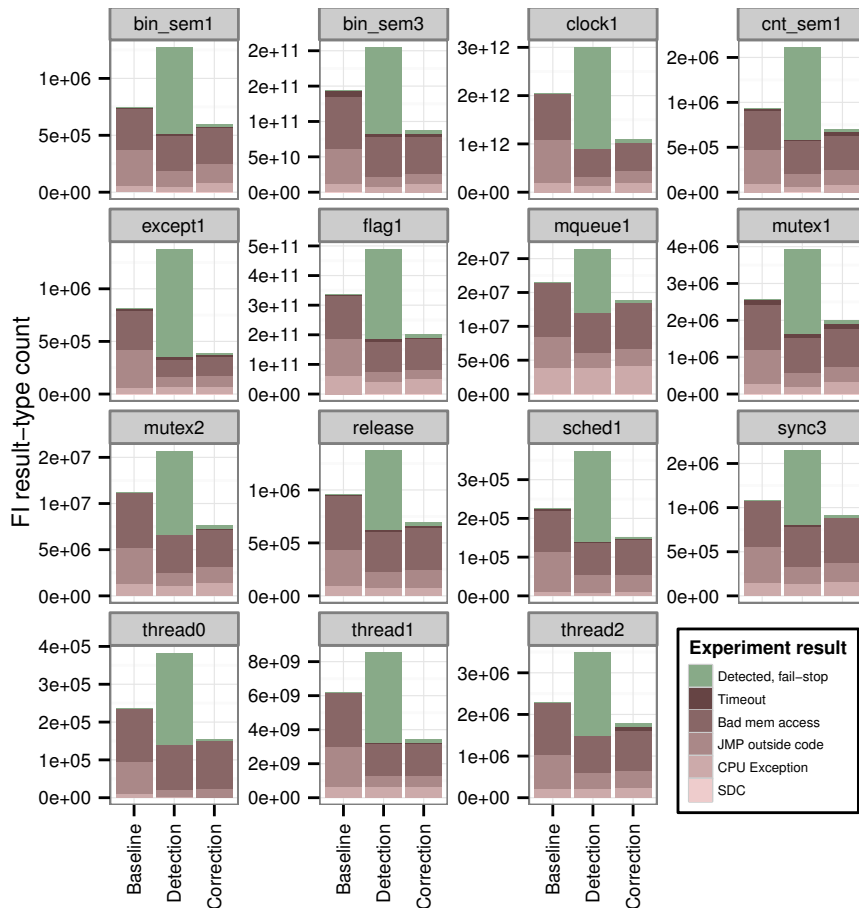 bin_sem1 bin_sem3 clock1 cnt_sem1
1e+06
5e+05
0e+00
2e+11
2e+11
1e+11
5e+10
0e+00
3e+12
2e+12
1e+12
0e+00
2e+06
1e+06
5e+05
0e+00
except1 flag1 mqueue1 mutex1
1e+06
5e+05
0e+00
5e+11
4e+11
3e+11
2e+11
1e+11
0e+00
2e+07
2e+07
1e+07
5e+06
0e+00
4e+06
3e+06
2e+06
1e+06
0e+00
FI result−type count
mutex2 release sched1 sync3
2e+07
1e+07
5e+06
0e+00
1e+06
5e+05
0e+00
3e+05
2e+05
1e+05
0e+00
2e+06
1e+06
5e+05
0e+00
thread0 thread1 thread2
4e+05
3e+05
2e+05
1e+05
0e+00
8e+09
6e+09
4e+09
2e+09
0e+00
3e+06
2e+06
1e+06
0e+00
Baseline
Detection
Correction
Baseline
Detection
Correction
Baseline
Detection
Correction
Experiment result
Detected, fail−stop
Timeout
Bad mem access
JMP outside code
CPU Exception
SDC